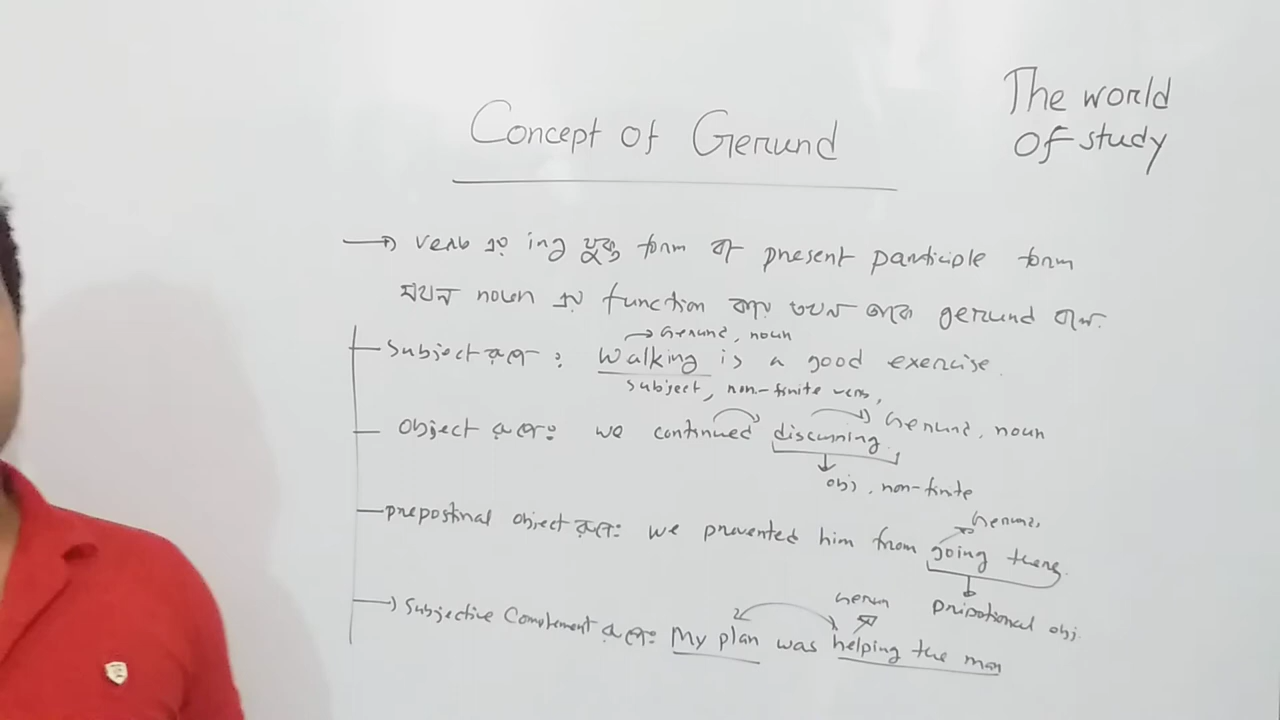 The world
of study
Concept of Gerund
→ verb এর ing যুক্ত form বা present participle form
যখন noun এর function করে তখন তাকে gerund বলে.
→ Gerund, noun
Subject রূপে : Walking is a good exercise.
subject, non-finite verb,
Object রূপে: we continued discussing. Gerund, noun
obj, non-finite
Gerund,
prepostinal object রূপে: we prevented him from going there.
pripotional obj.
Gerun
→ Subjective Complement রূপে: My plan was helping the man